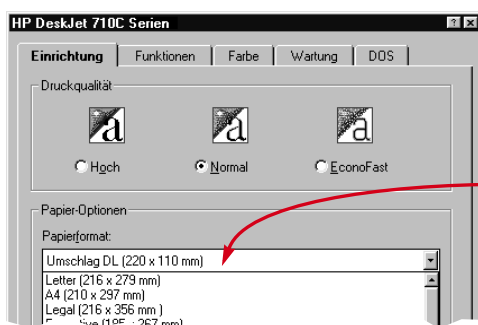 HP DeskJet 710C Serien
Einrichtung Funktionen Farbe Wartung DOS
Druckqualität
a a a
Hoch Normal EconoFast
Papier-Optionen
Papierformat:
Umschlag DL (220 x 110 mm)
Letter (216 x 279 mm)
A4 (210 x 297 mm)
Legal (216 x 356 mm )